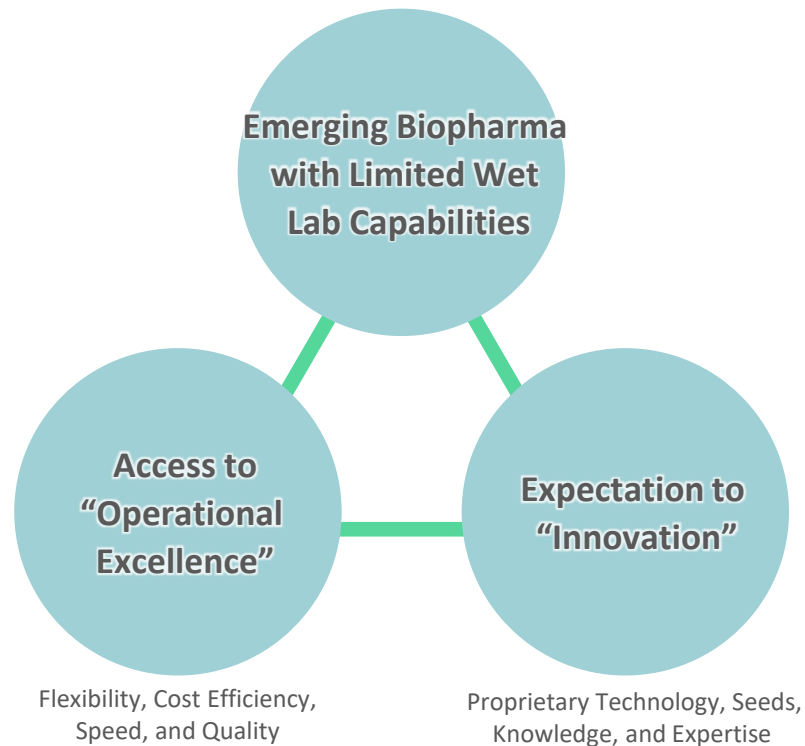 Emerging Biopharma
with Limited Wet
Lab Capabilities
Access to
“Operational
Excellence”
Expectation to
“Innovation”
Flexibility, Cost Efficiency,
Speed, and Quality
Proprietary Technology, Seeds,
Knowledge, and Expertise